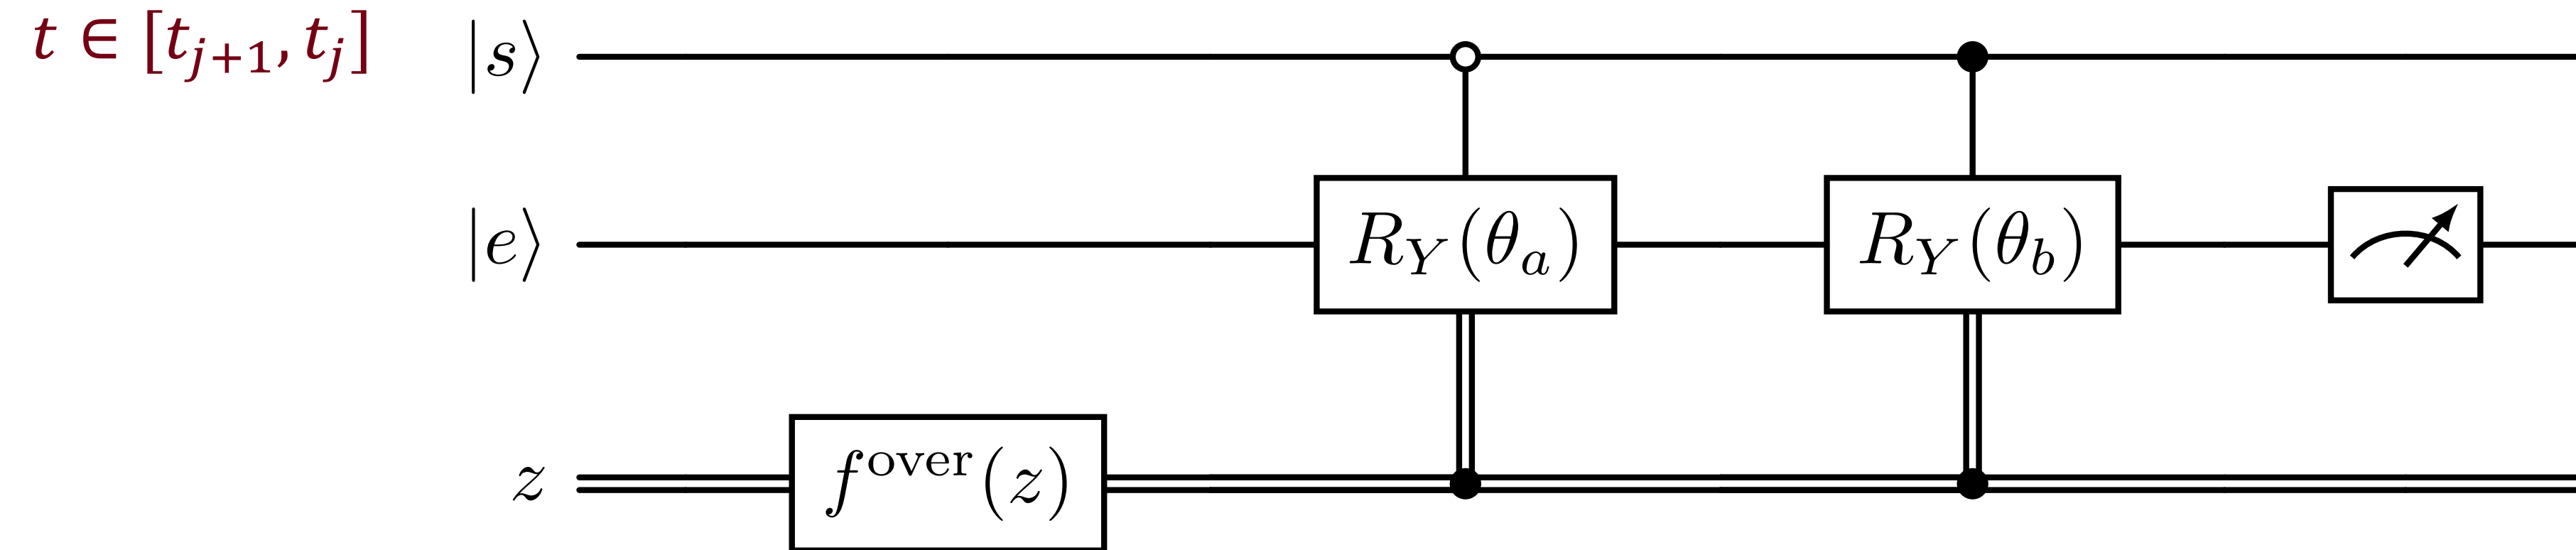 t ∈ [t_{j+1}, t_j]
|s⟩
|e⟩ R_Y(θ_a) R_Y(θ_b)
z f^{over}(z)